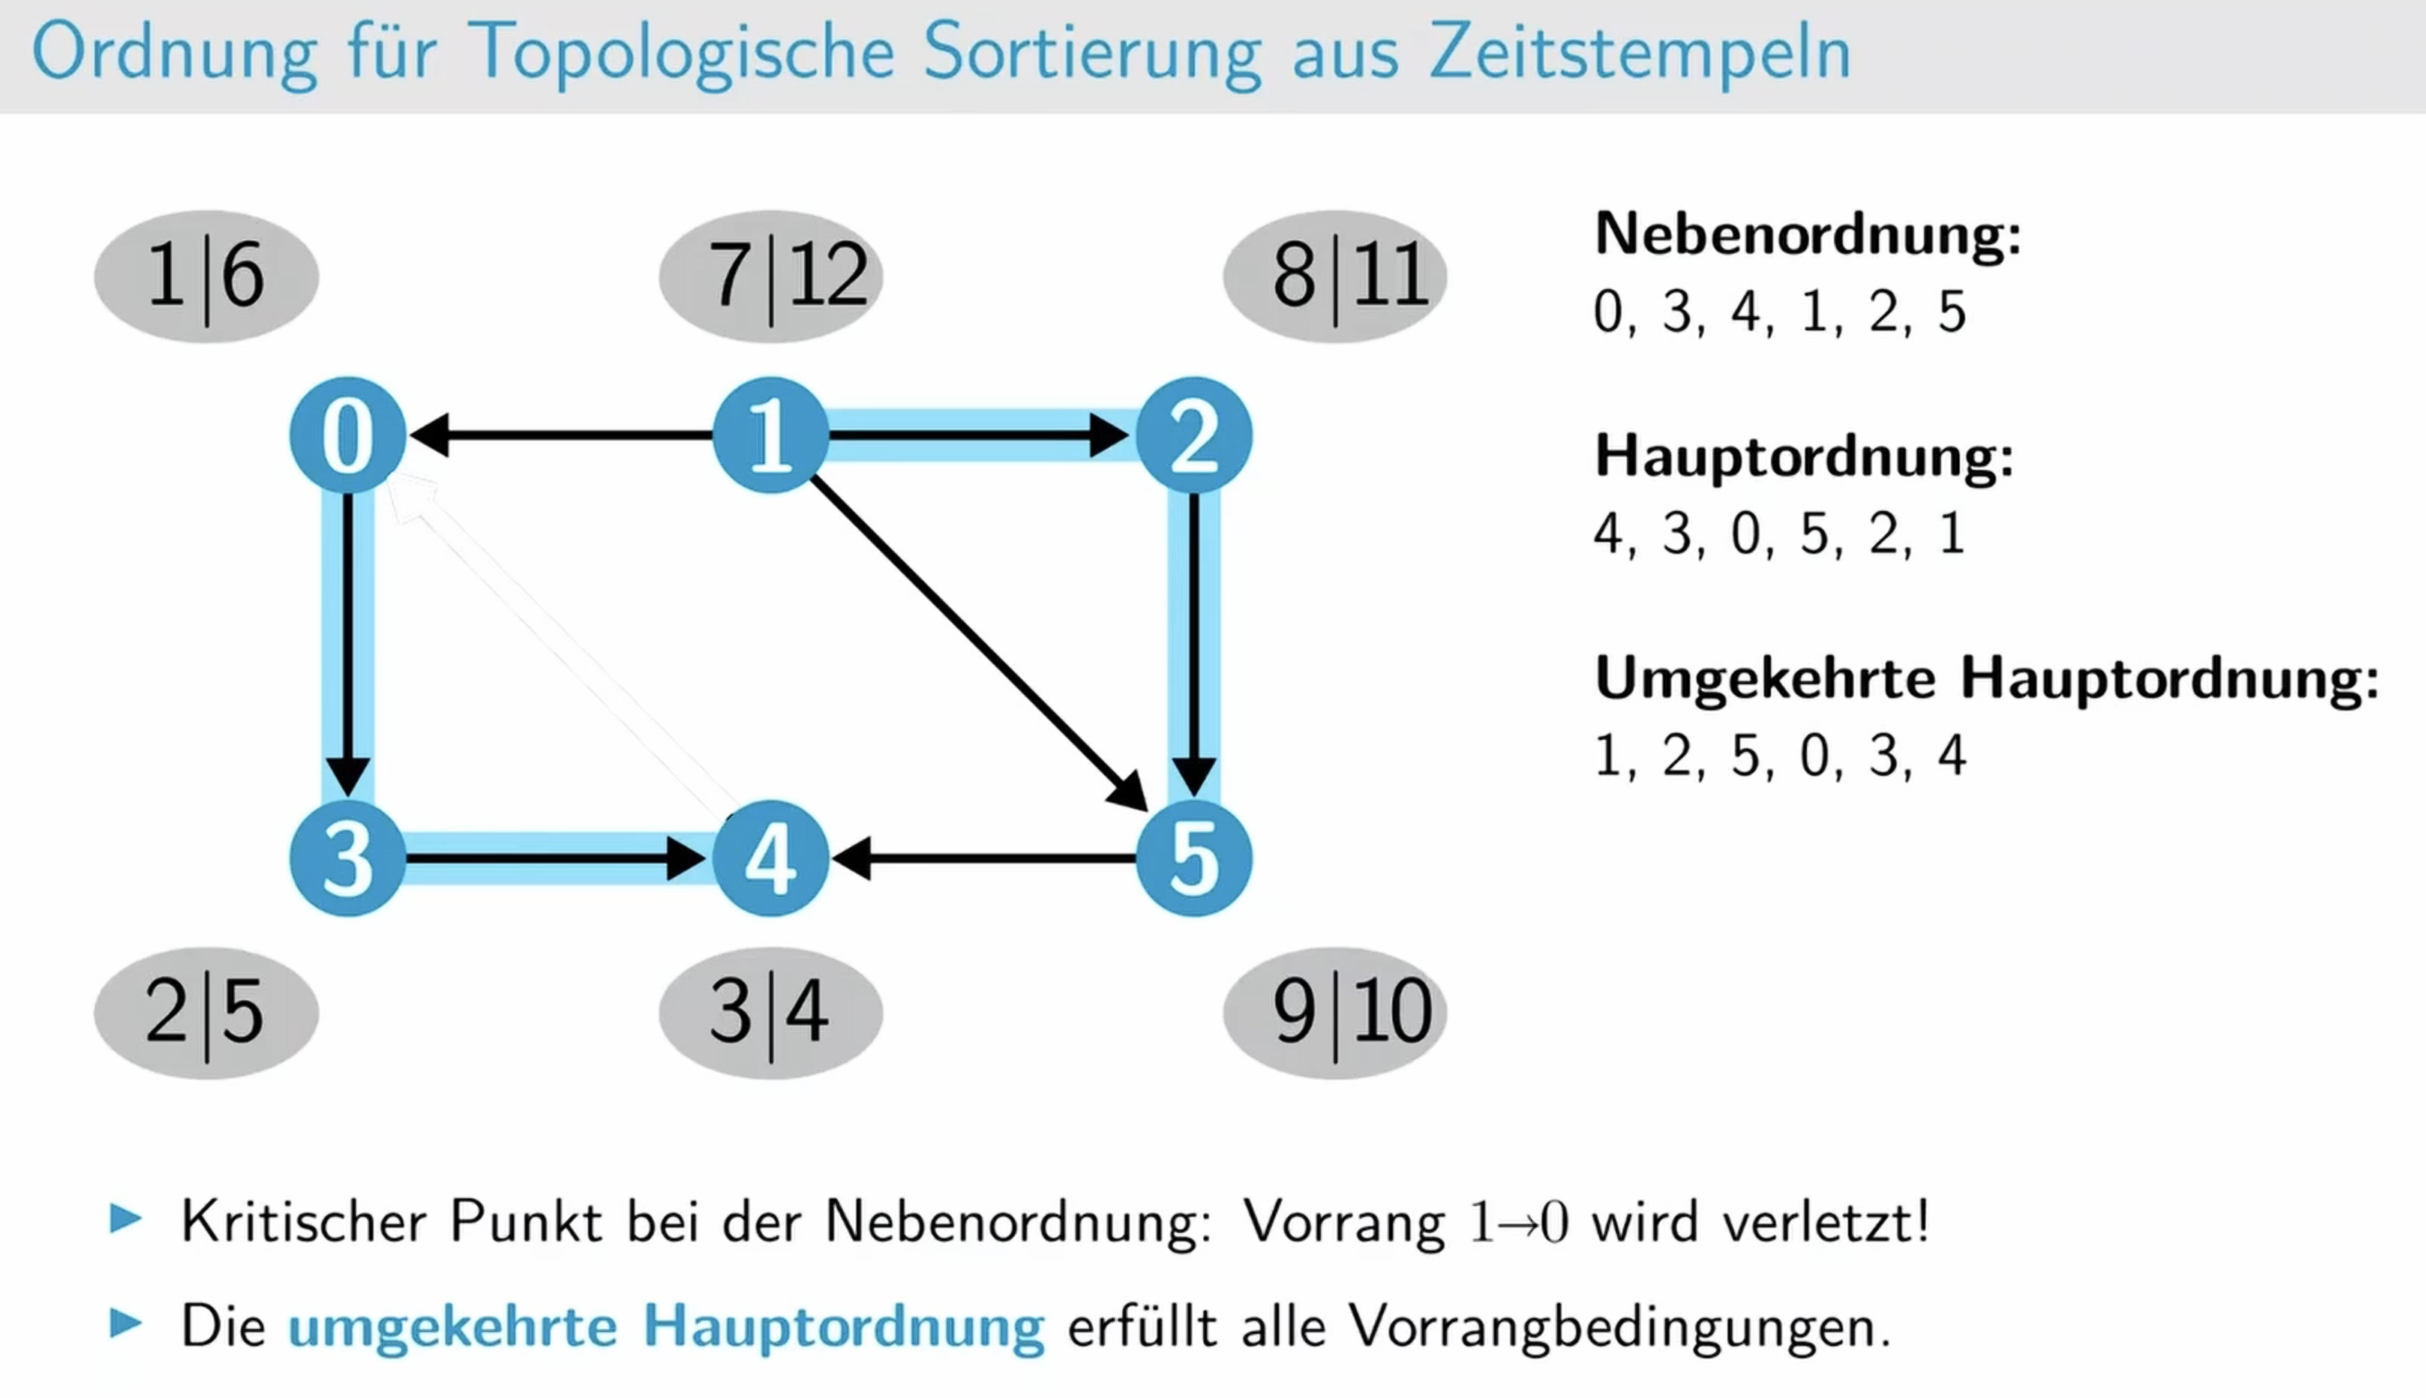 Ordnung für Topologische Sortierung aus Zeitstempeln
1|6
7|12
8|11
0
1
2
3
4
5
2|5
3|4
9|10
Nebenordnung:
0, 3, 4, 1, 2, 5
Hauptordnung:
4, 3, 0, 5, 2, 1
Umgekehrte Hauptordnung:
1, 2, 5, 0, 3, 4
Kritischer Punkt bei der Nebenordnung: Vorrang 1→0 wird verletzt!
Die umgekehrte Hauptordnung erfüllt alle Vorrangbedingungen.